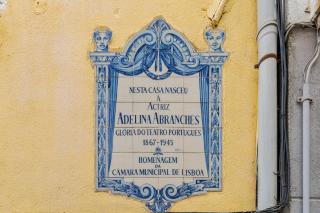 NESTA CASA NASCEU
A
ACTRIZ
ADELINA ABRANCHES
GLÓRIA DO TEATRO PORTUGUÊS
1867-1945
HOMENAGEM
DA
CÂMARA MUNICIPAL DE LISBOA